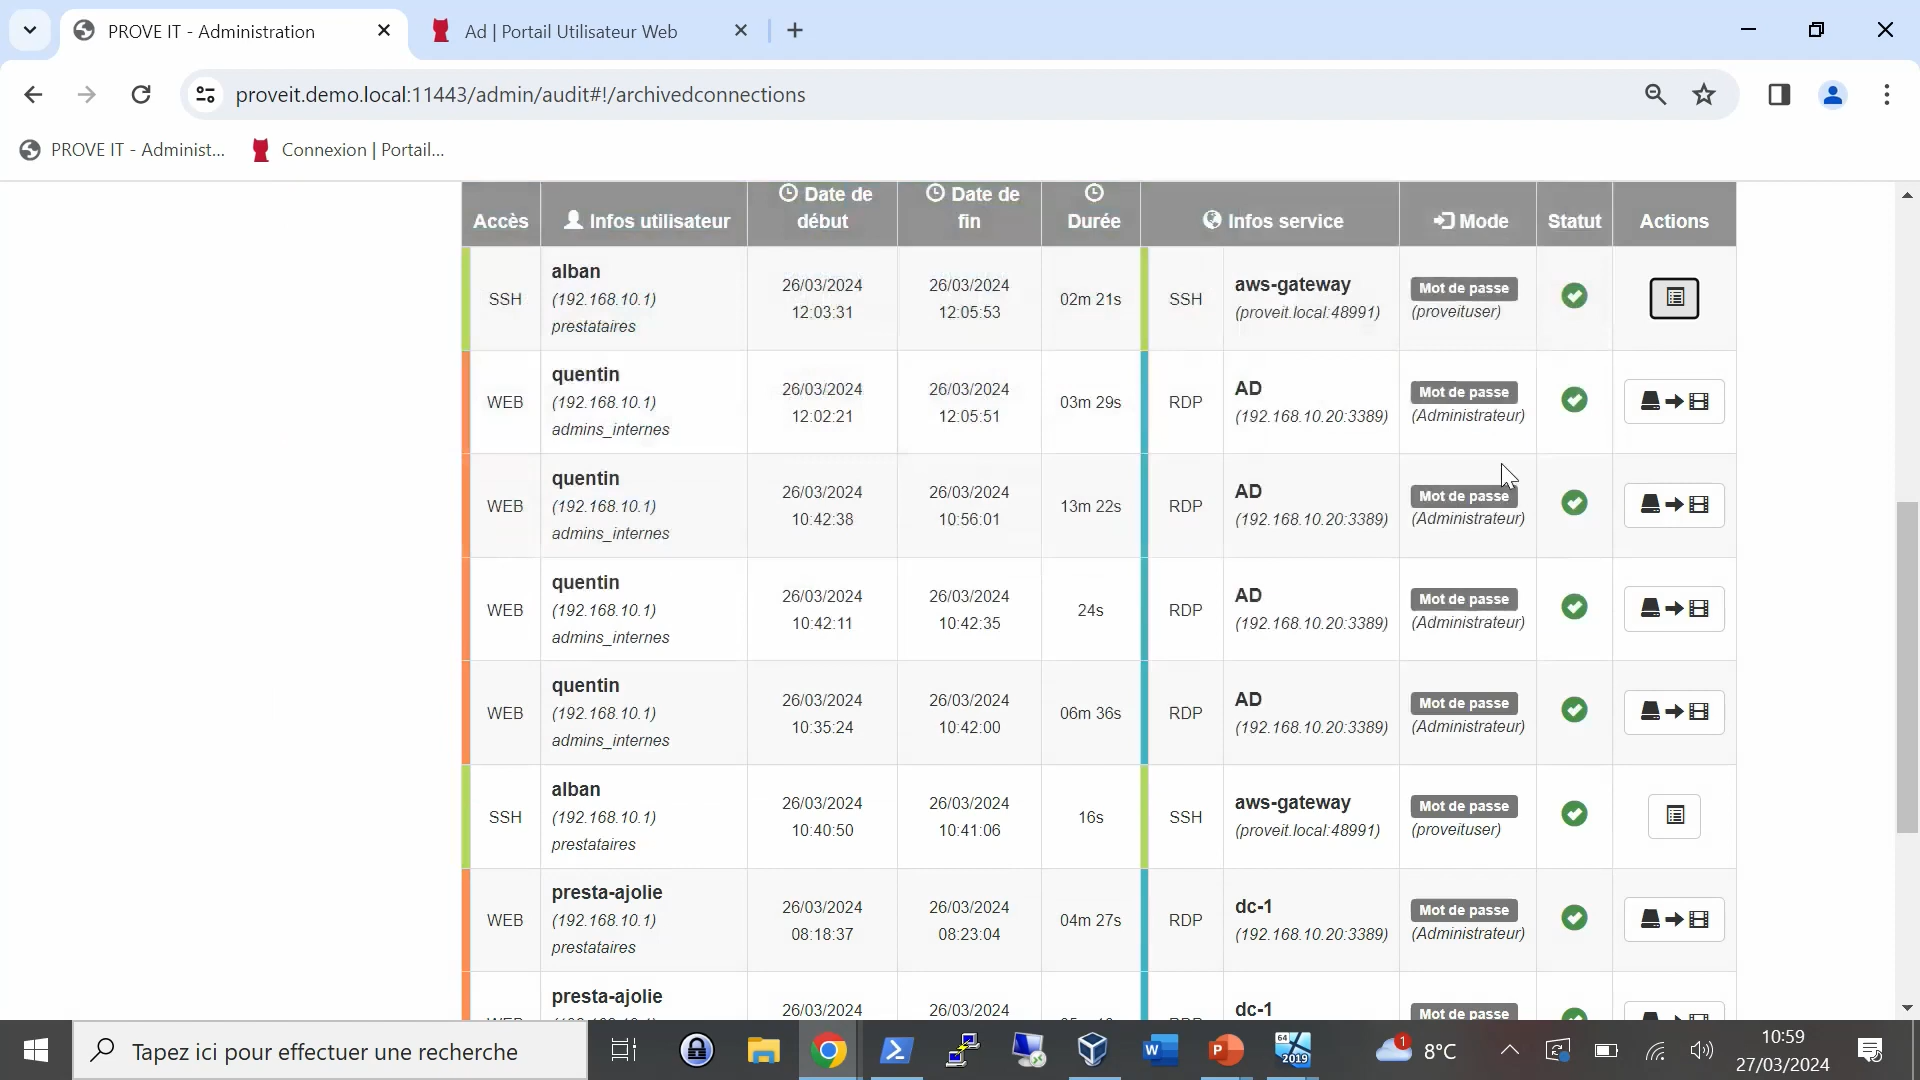 PROVE IT - Administration
Ad | Portail Utilisateur Web
proveit.demo.local:11443/admin/audit#!/archivedconnections
PROVE IT - Administ...
Connexion | Portail...
Accès
Infos utilisateur
Date de
début
Date de
fin
Durée
Infos service
Mode
Statut
Actions
SSH
alban
(192.168.10.1)
prestataires
26/03/2024
12:03:31
26/03/2024
12:05:53
02m 21s
SSH
aws-gateway
(proveit.local:48991)
Mot de passe
(proveituser)
WEB
quentin
(192.168.10.1)
admins_internes
26/03/2024
12:02:21
26/03/2024
12:05:51
03m 29s
RDP
AD
(192.168.10.20:3389)
Mot de passe
(Administrateur)
WEB
quentin
(192.168.10.1)
admins_internes
26/03/2024
10:42:38
26/03/2024
10:56:01
13m 22s
RDP
AD
(192.168.10.20:3389)
Mot de passe
(Administrateur)
WEB
quentin
(192.168.10.1)
admins_internes
26/03/2024
10:42:11
26/03/2024
10:42:35
24s
RDP
AD
(192.168.10.20:3389)
Mot de passe
(Administrateur)
WEB
quentin
(192.168.10.1)
admins_internes
26/03/2024
10:35:24
26/03/2024
10:42:00
06m 36s
RDP
AD
(192.168.10.20:3389)
Mot de passe
(Administrateur)
SSH
alban
(192.168.10.1)
prestataires
26/03/2024
10:40:50
26/03/2024
10:41:06
16s
SSH
aws-gateway
(proveit.local:48991)
Mot de passe
(proveituser)
WEB
presta-ajolie
(192.168.10.1)
prestataires
26/03/2024
08:18:37
26/03/2024
08:23:04
04m 27s
RDP
dc-1
(192.168.10.20:3389)
Mot de passe
(Administrateur)
presta-ajolie
26/03/2024
26/03/2024
dc-1
Mot de passe
Tapez ici pour effectuer une recherche
64
2019
1
8°C
10:59
27/03/2024